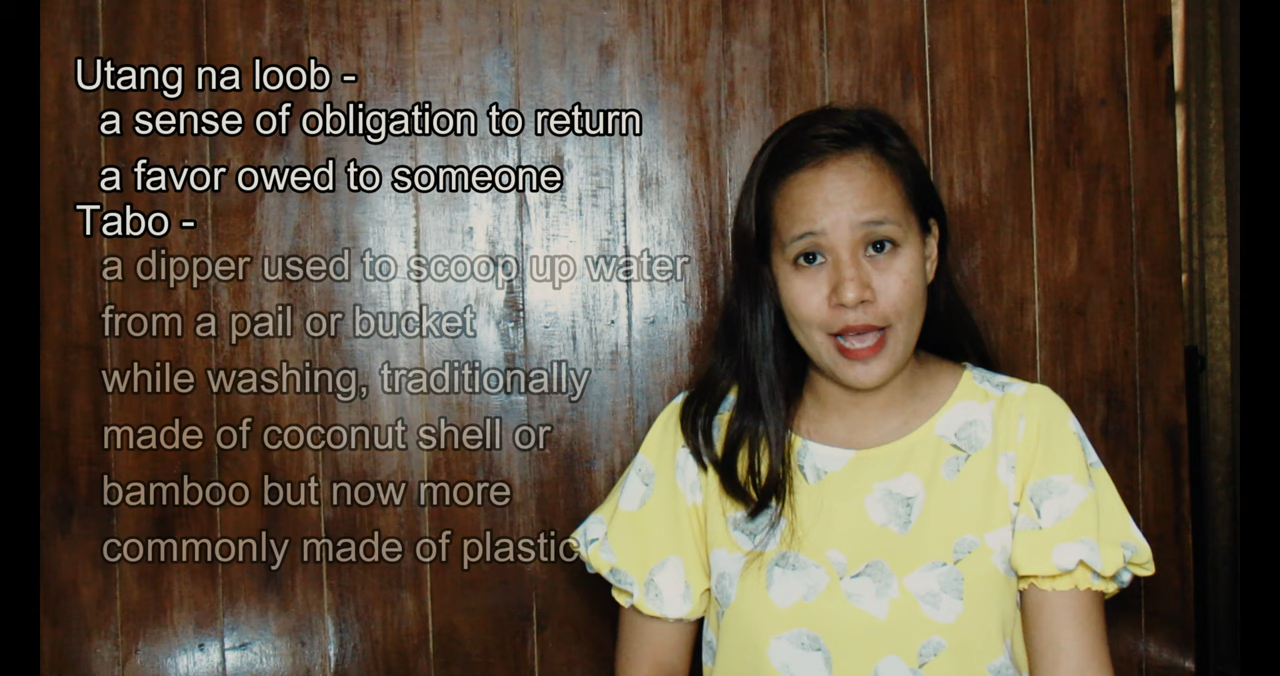 Utang na loob -
a sense of obligation to return
a favor owed to someone
Tabo -
a dipper used to scoop up water
from a pail or bucket
while washing, traditionally
made of coconut shell or
bamboo but now more
commonly made of plastic